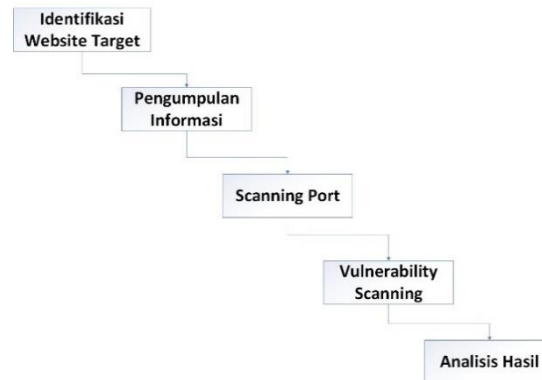 Identifikasi
Website Target
Pengumpulan
Informasi
Scanning Port
Vulnerability
Scanning
Analisis Hasil